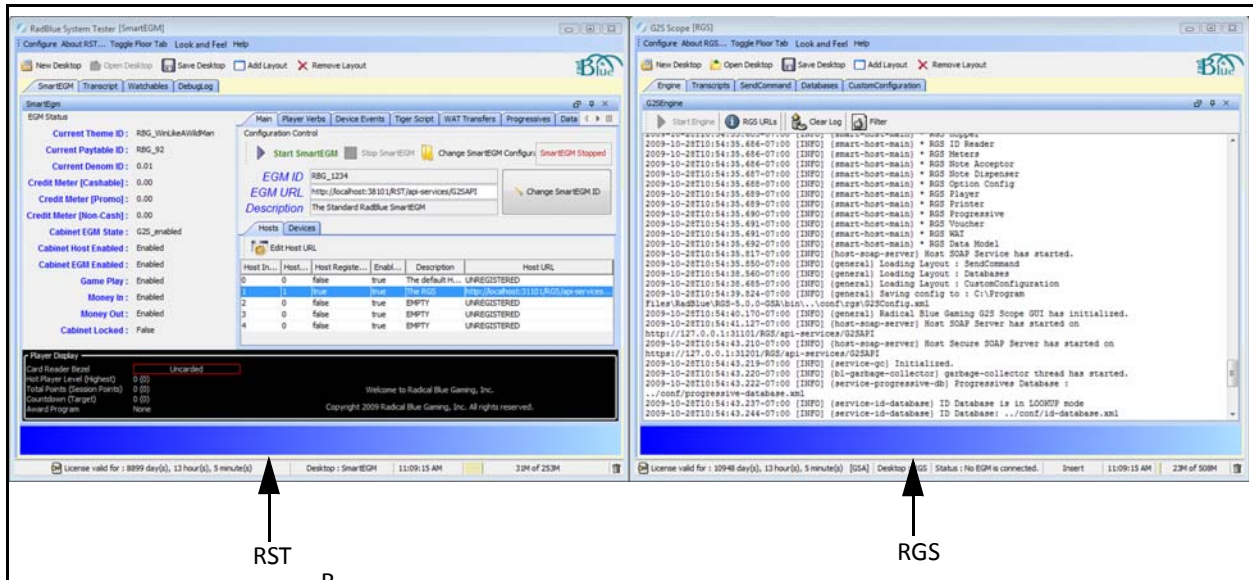 RadBlue System Tester [SmartEGM]
Configure About RST... Toggle Floor Tab Look and Feel Help
New Desktop Open Desktop Save Desktop Add Layout Remove Layout
Blue
SmartEGM Transcript Watchables DebugLog
SmartEgm
EGM Status
Current Theme ID : RBG_WinLikeAWildMan
Current Paytable ID : RBG_92
Current Denom ID : 0.01
Credit Meter [Cashable] : 0.00
Credit Meter [Promo] : 0.00
Credit Meter [Non-Cash] : 0.00
Cabinet EGM State : G2S_enabled
Cabinet Host Enabled : Enabled
Cabinet EGM Enabled : Enabled
Game Play : Enabled
Money In : Enabled
Money Out : Enabled
Cabinet Locked : False
Main Player Verbs Device Events Tiger Script WAT Transfers Progressives Data
Configuration Control
Start SmartEGM Stop SmartEGM Change SmartEGM Configur SmartEGM Stopped
EGM ID RBG_1234
EGM URL http://localhost:38101/RST/api-services/G2SAPI
Change SmartEGM ID
Description The Standard RadBlue SmartEGM
Hosts Devices
Edit Host URL
Host In... Host... Host Registe... Enabl... Description Host URL
0 0 false true The default H... UNREGISTERED
1 1 true true The RGS http://localhost:31101/RGS/api-services...
2 0 false true EMPTY UNREGISTERED
3 0 false true EMPTY UNREGISTERED
4 0 false true EMPTY UNREGISTERED
Player Display
Card Reader Bezel Uncarded
Hot Player Level (Highest) 0 (0)
Total Points (Session Points) 0 (0)
Countdown (Target) 0 (0)
Award Program None
Welcome to Radical Blue Gaming, Inc.
Copyright 2009 Radical Blue Gaming, Inc. All rights reserved.
License valid for : 8899 day(s), 13 hour(s), 5 minute(s) Desktop : SmartEGM 11:09:15 AM 31M of 253M
G2S Scope [RGS]
Configure About RGS... Toggle Floor Tab Look and Feel Help
New Desktop Open Desktop Save Desktop Add Layout Remove Layout
Blue
Engine Transcripts SendCommand Databases CustomConfiguration
G2SEngine
Start Engine RGS URLs Clear Log Filter
2009-10-28T10:54:35.686-07:00 [INFO] {smart-host-main} * RGS ID Reader
2009-10-28T10:54:35.686-07:00 [INFO] {smart-host-main} * RGS Meters
2009-10-28T10:54:35.687-07:00 [INFO] {smart-host-main} * RGS Note Acceptor
2009-10-28T10:54:35.687-07:00 [INFO] {smart-host-main} * RGS Note Dispenser
2009-10-28T10:54:35.688-07:00 [INFO] {smart-host-main} * RGS Option Config
2009-10-28T10:54:35.689-07:00 [INFO] {smart-host-main} * RGS Player
2009-10-28T10:54:35.689-07:00 [INFO] {smart-host-main} * RGS Printer
2009-10-28T10:54:35.690-07:00 [INFO] {smart-host-main} * RGS Progressive
2009-10-28T10:54:35.691-07:00 [INFO] {smart-host-main} * RGS Voucher
2009-10-28T10:54:35.691-07:00 [INFO] {smart-host-main} * RGS WAT
2009-10-28T10:54:35.692-07:00 [INFO] {smart-host-main} * RGS Data Model
2009-10-28T10:54:35.817-07:00 [INFO] {host-soap-server} Host SOAP Service has started.
2009-10-28T10:54:35.850-07:00 [INFO] {general} Loading Layout : SendCommand
2009-10-28T10:54:38.560-07:00 [INFO] {general} Loading Layout : Databases
2009-10-28T10:54:38.685-07:00 [INFO] {general} Loading Layout : CustomConfiguration
2009-10-28T10:54:39.824-07:00 [INFO] {general} Saving config to : C:\Program
Files\RadBlue\RGS-5.0.0-GSA\bin\..\conf\rgs\G2SConfig.xml
2009-10-28T10:54:40.170-07:00 [INFO] {general} Radical Blue Gaming G2S Scope GUI has initialized.
2009-10-28T10:54:41.127-07:00 [INFO] {host-soap-server} Host SOAP Server has started on
http://127.0.0.1:31101/RGS/api-services/G2SAPI
2009-10-28T10:54:43.210-07:00 [INFO] {host-soap-server} Host Secure SOAP Server has started on
https://127.0.0.1:31201/RGS/api-services/G2SAPI
2009-10-28T10:54:43.219-07:00 [INFO] {service-gc} Initialized.
2009-10-28T10:54:43.220-07:00 [INFO] {bl-garbage-collector} garbage-collector thread has started.
2009-10-28T10:54:43.222-07:00 [INFO] {service-progressive-db} Progressives Database :
../conf/progressive-database.xml
2009-10-28T10:54:43.237-07:00 [INFO] {service-id-database} ID Database is in LOOKUP mode
2009-10-28T10:54:43.244-07:00 [INFO] {service-id-database} ID Database: ../conf/id-database.xml
License valid for : 10948 day(s), 13 hour(s), 5 minute(s) [GSA] Desktop : RGS Status : No EGM is connected. Insert 11:09:15 AM 23M of 508M
RST
RGS